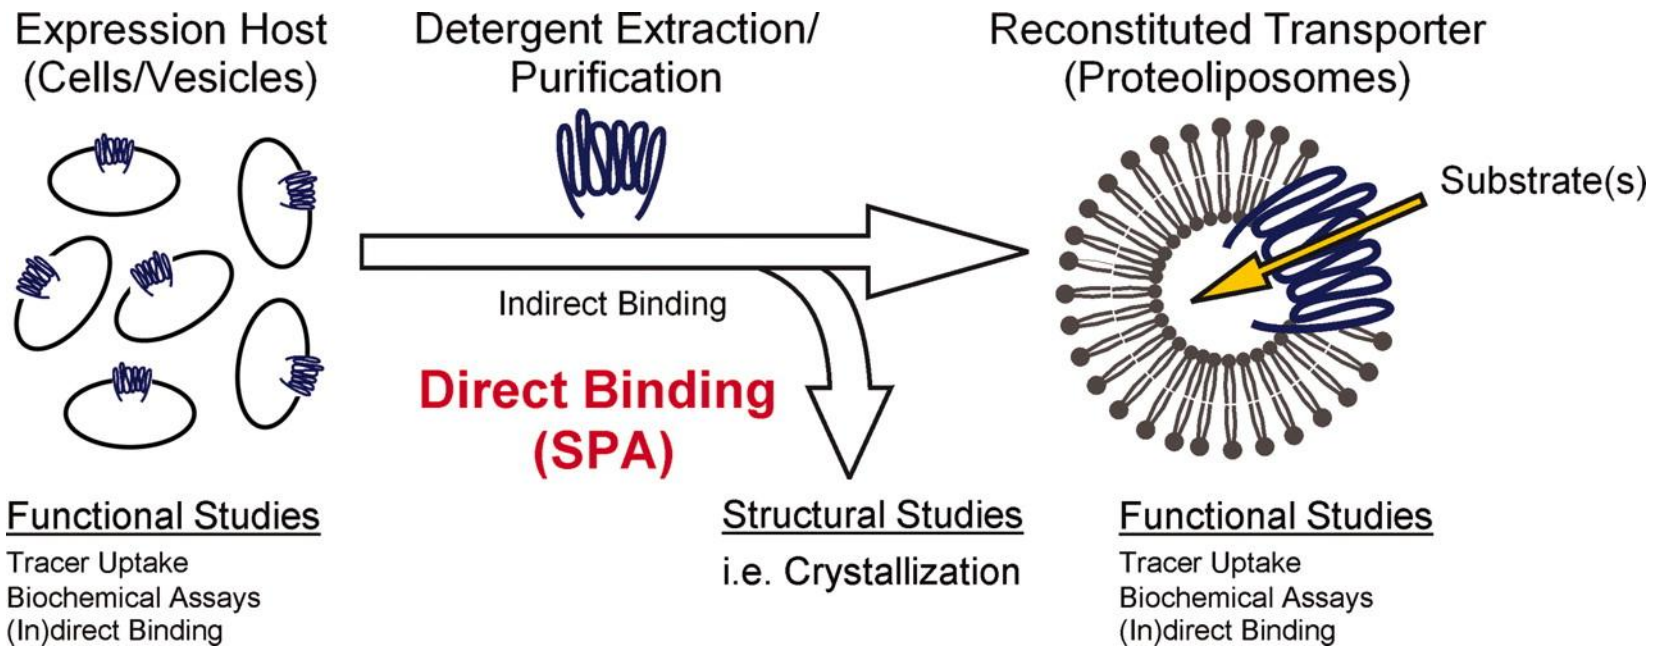 Expression Host
(Cells/Vesicles)
Detergent Extraction/
Purification
Reconstituted Transporter
(Proteoliposomes)
Substrate(s)
Indirect Binding
Direct Binding
(SPA)
Functional Studies
Tracer Uptake
Biochemical Assays
(In)direct Binding
Structural Studies
i.e. Crystallization
Functional Studies
Tracer Uptake
Biochemical Assays
(In)direct Binding